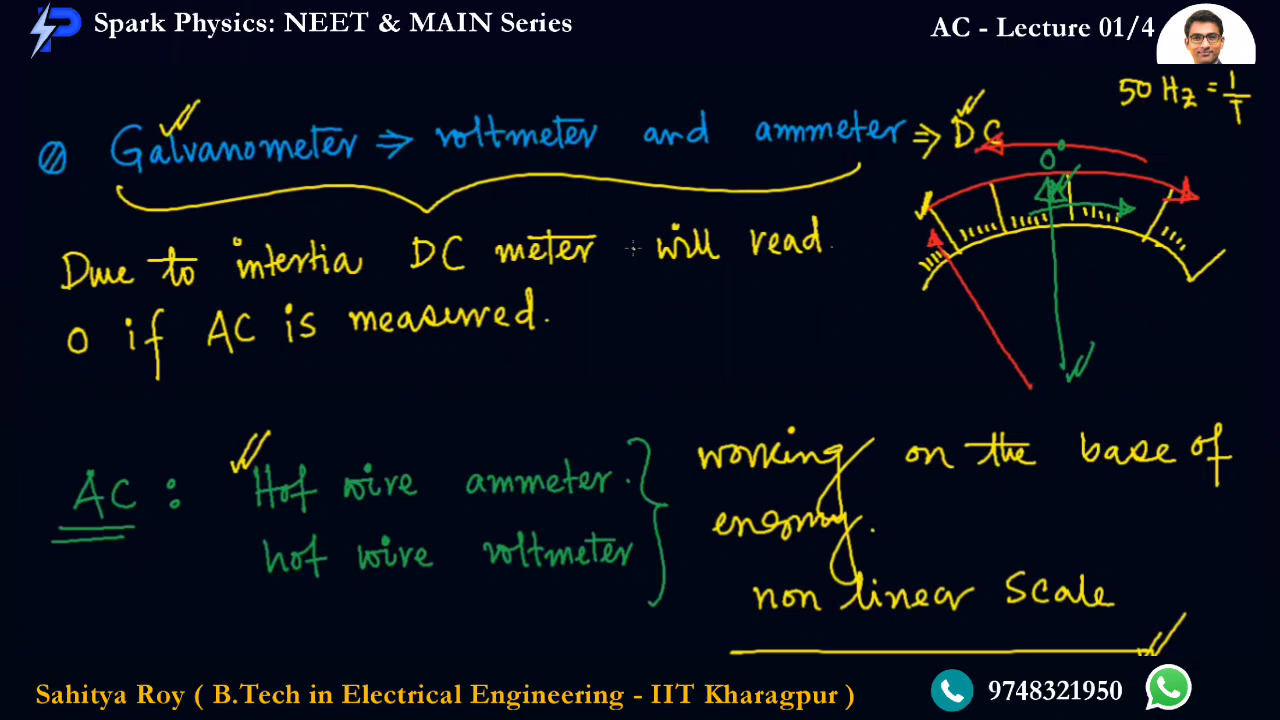 Spark Physics: NEET & MAIN Series
AC - Lecture 01/4
50 Hz = 1/T
Galvanometer ⇒ voltmeter and ammeter ⇒ DC
0°
Due to intertia DC meter will read
0 if AC is measured.
AC : Hot wire ammeter.
hot wire voltmeter
working on the base of
energy.
non linear scale
Sahitya Roy ( B.Tech in Electrical Engineering - IIT Kharagpur )
9748321950